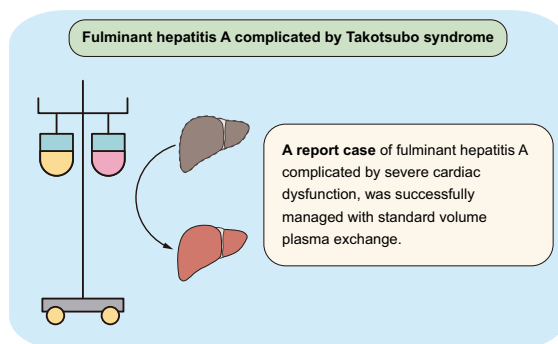 Fulminant hepatitis A complicated by Takotsubo syndrome
A report case of fulminant hepatitis A
complicated by severe cardiac
dysfunction, was successfully
managed with standard volume
plasma exchange.